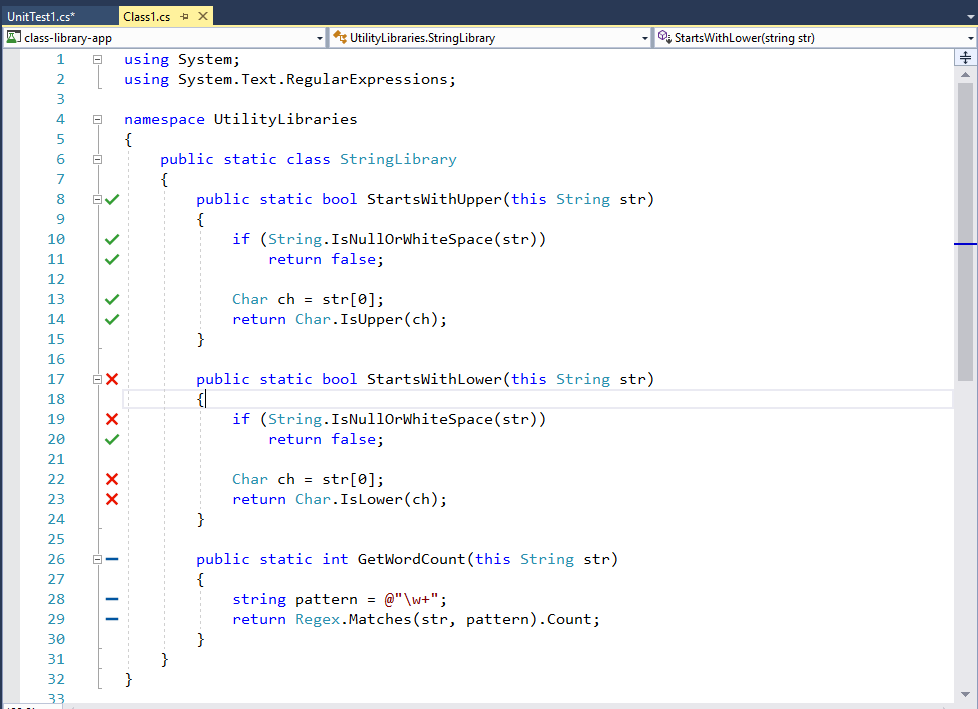 UnitTest1.cs* Class1.cs
class-library-app UtilityLibraries.StringLibrary StartsWithLower(string str)
1 using System;
2 using System.Text.RegularExpressions;
3
4 namespace UtilityLibraries
5 {
6 public static class StringLibrary
7 {
8 public static bool StartsWithUpper(this String str)
9 {
10 if (String.IsNullOrWhiteSpace(str))
11 return false;
12
13 Char ch = str[0];
14 return Char.IsUpper(ch);
15 }
16
17 public static bool StartsWithLower(this String str)
18 {
19 if (String.IsNullOrWhiteSpace(str))
20 return false;
21
22 Char ch = str[0];
23 return Char.IsLower(ch);
24 }
25
26 public static int GetWordCount(this String str)
27 {
28 string pattern = @"\w+";
29 return Regex.Matches(str, pattern).Count;
30 }
31 }
32 }
33